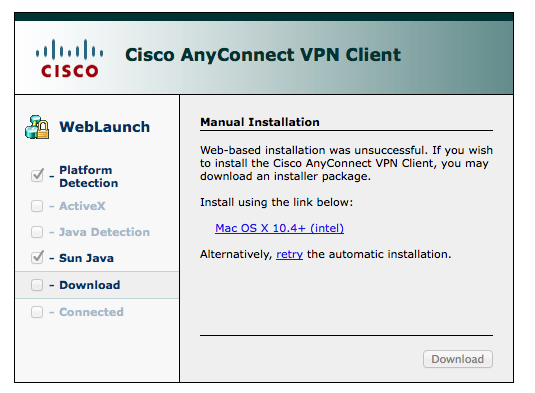 CISCO
Cisco AnyConnect VPN Client
WebLaunch
- Platform
Detection
- ActiveX
- Java Detection
- Sun Java
- Download
- Connected
Manual Installation
Web-based installation was unsuccessful. If you wish
to install the Cisco AnyConnect VPN Client, you may
download an installer package.
Install using the link below:
Mac OS X 10.4+ (intel)
Alternatively, retry the automatic installation.
Download